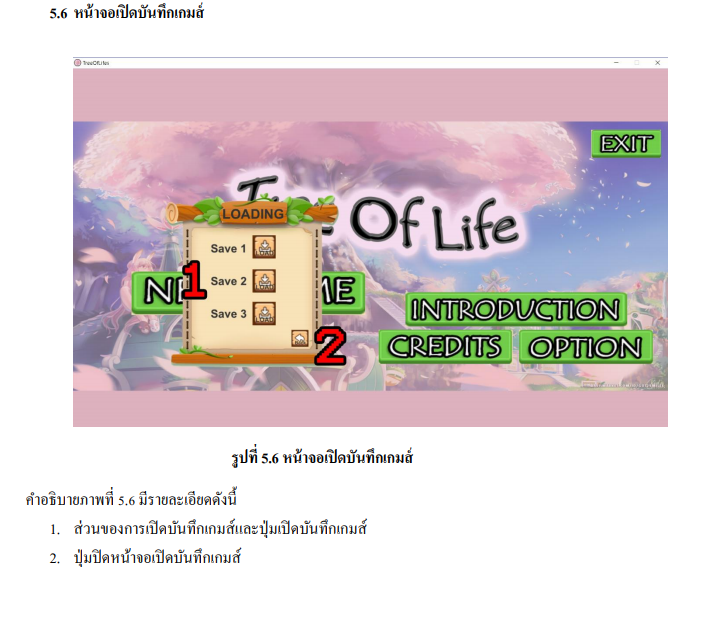 5.6 หน้าจอเปิดบันทึกเกมส์
TreeOfLifes
EXIT
Of Life
LOADING
Save 1 LOAD
1 Save 2 LOAD
Save 3 LOAD
2
INTRODUCTION
CREDITS OPTION
รูปที่ 5.6 หน้าจอเปิดบันทึกเกมส์
คำอธิบายภาพที่ 5.6 มีรายละเอียดดังนี้
1. ส่วนของการเปิดบันทึกเกมส์และปุ่มเปิดบันทึกเกมส์
2. ปุ่มปิดหน้าจอเปิดบันทึกเกมส์